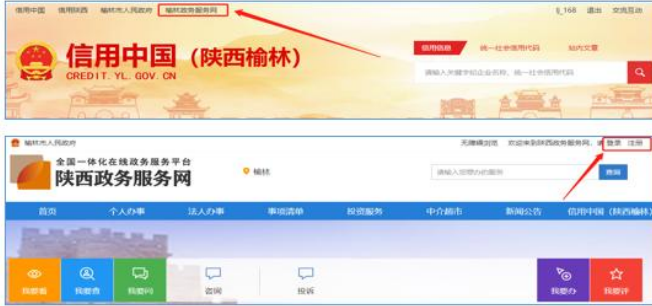 信用中国 信用陕西 榆林市人民政府 榆林政务服务网
lj_168 退出 交流互动
信用中国（陕西榆林）
CREDIT. YL. GOV. CN
信用信息 统一社会信用代码 站内文章
请输入关键字如企业名称、统一社会信用代码
榆林市人民政府
无障碍浏览 欢迎来到陕西政务服务网，请 登录 注册
全国一体化在线政务服务平台
陕西政务服务网
榆林
请输入您想办的服务
查询
首页 个人办事 法人办事 事项清单 投资服务 中介超市 新闻公告 信用中国（陕西榆林）
我要看 我要查 我要问 咨询 投诉 我要办 我要评